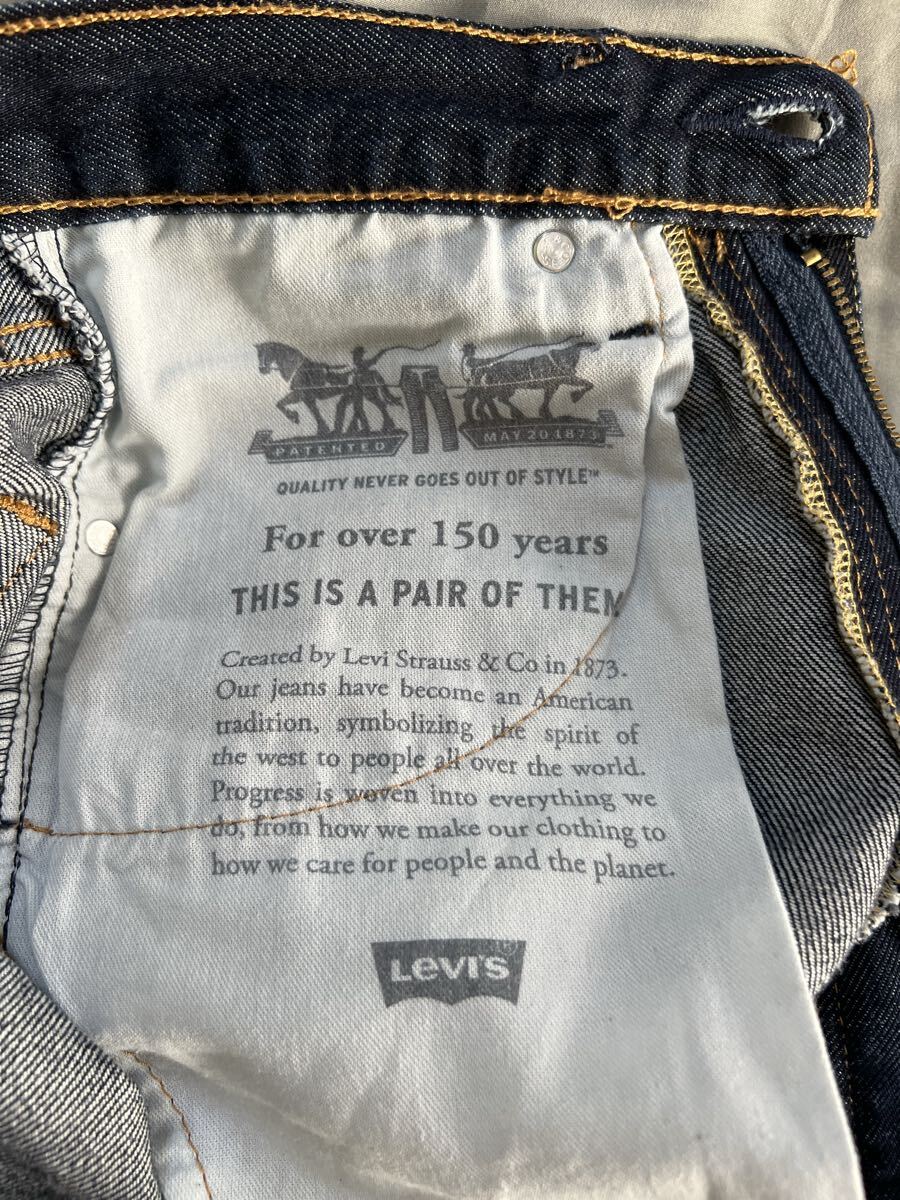 PATENTED MAY 20 1873
QUALITY NEVER GOES OUT OF STYLE™
For over 150 years
THIS IS A PAIR OF THEM
Created by Levi Strauss & Co in 1873.
Our jeans have become an American
tradition, symbolizing the spirit of
the west to people all over the world.
Progress is woven into everything we
do, from how we make our clothing to
how we care for people and the planet.
LEVI'S